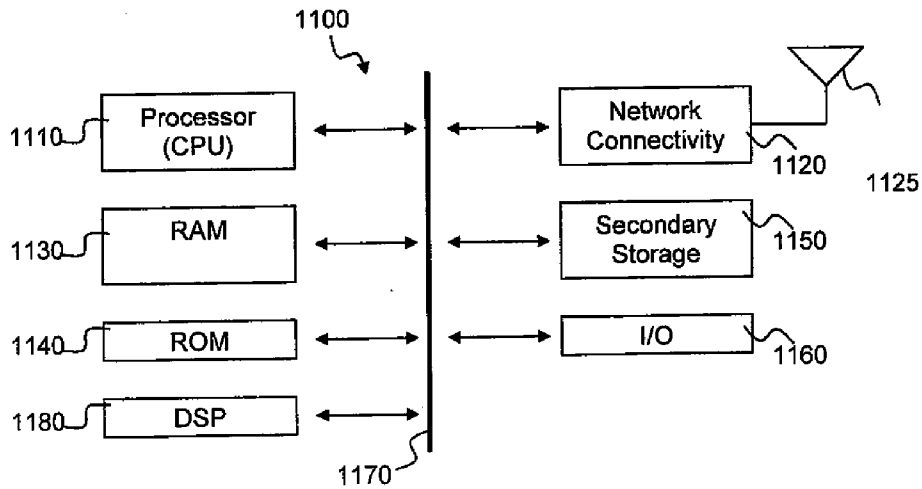 1100
Processor
(CPU)
1110
Network
Connectivity
1120
1125
RAM
1130
Secondary
Storage
1150
ROM
1140
I/O
1160
DSP
1180
1170